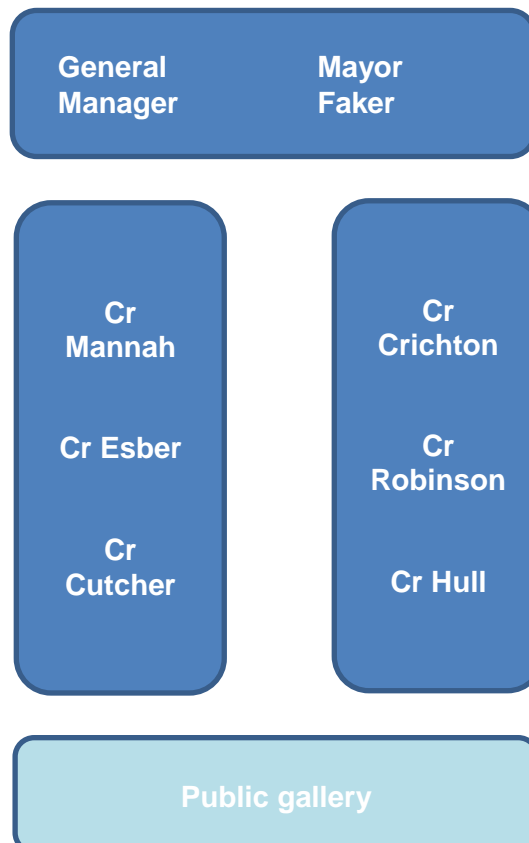 General
Manager
Mayor
Faker
Cr
Mannah
Cr Esber
Cr
Cutcher
Cr
Crichton
Cr
Robinson
Cr Hull
Public gallery